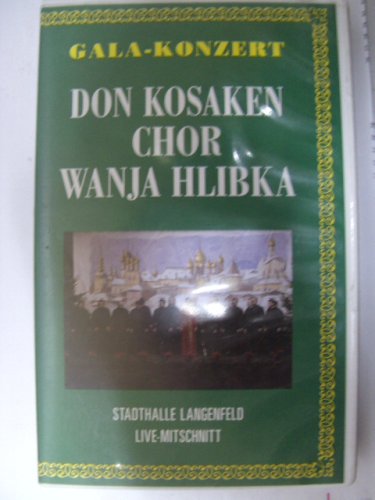 GALA-KONZERT
DON KOSAKEN
CHOR
WANJA HLIBKA
STADTHALLE LANGENFELD
LIVE-MITSCHNITT